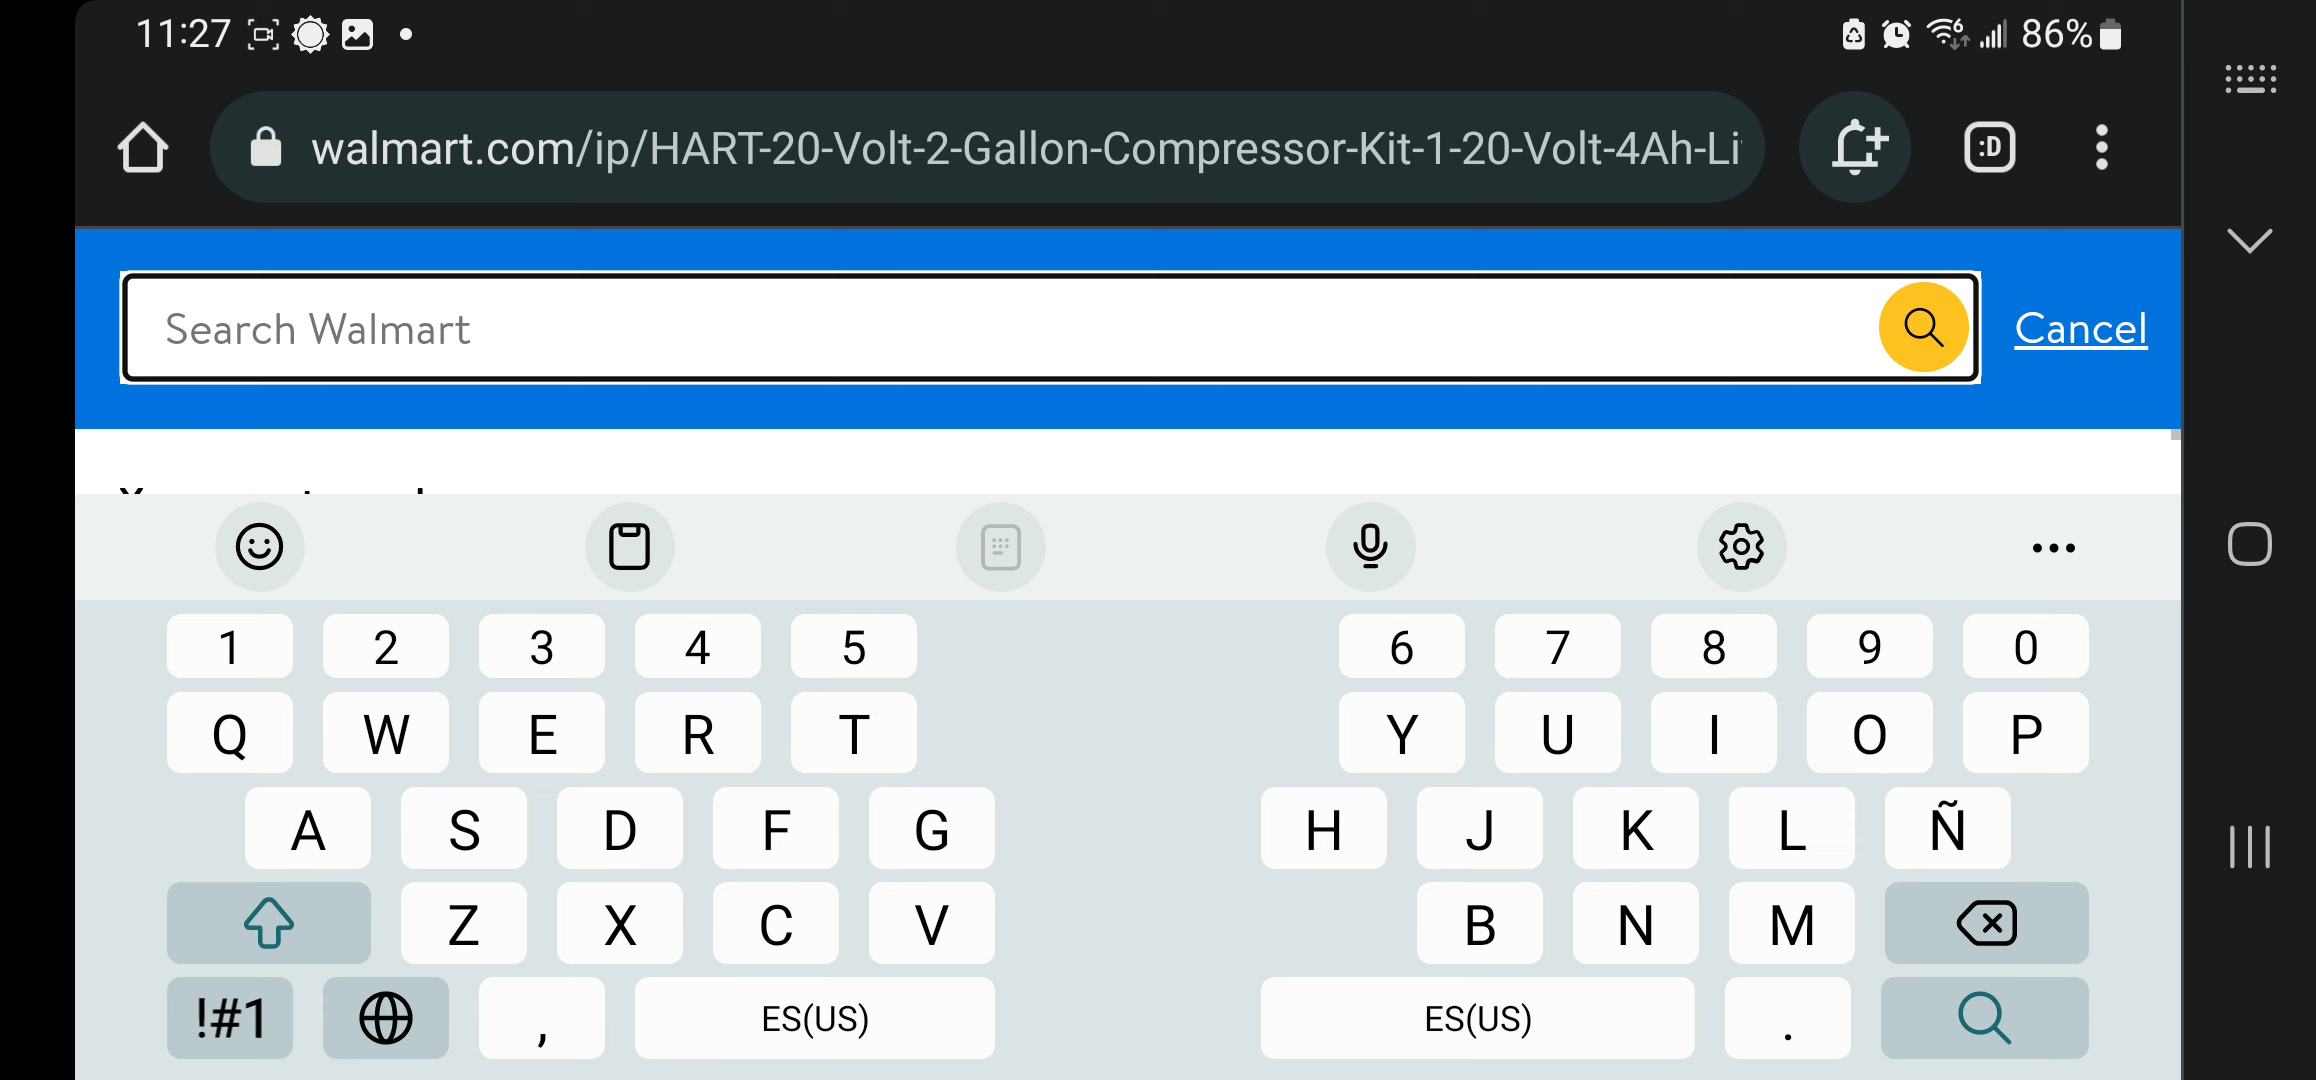 11:27 86%
walmart.com/ip/HART-20-Volt-2-Gallon-Compressor-Kit-1-20-Volt-4Ah-Li
:D
Search Walmart
Cancel
1 2 3 4 5 6 7 8 9 0
Q W E R T Y U I O P
A S D F G H J K L Ñ
Z X C V B N M
!#1 , ES(US) ES(US) .